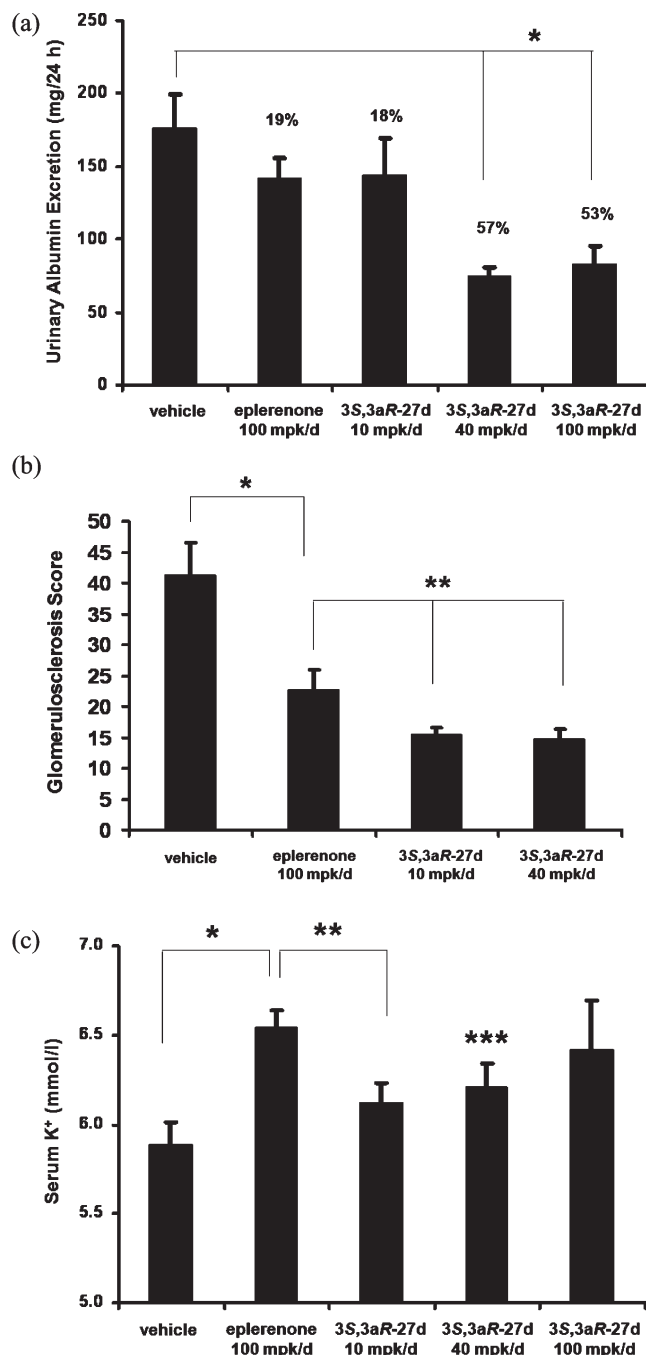 (a)
Urinary Albumin Excretion (mg/24 h)
250
200
150
100
50
0
*
19%
18%
57%
53%
vehicle
eplerenone
100 mpk/d
3S,3aR-27d
10 mpk/d
3S,3aR-27d
40 mpk/d
3S,3aR-27d
100 mpk/d
(b)
Glomerulosclerosis Score
50
45
40
35
30
25
20
15
10
5
0
*
**
vehicle
eplerenone
100 mpk/d
3S,3aR-27d
10 mpk/d
3S,3aR-27d
40 mpk/d
(c)
Serum K⁺ (mmol/l)
7.0
6.5
6.0
5.5
5.0
*
**
***
vehicle
eplerenone
100 mpk/d
3S,3aR-27d
10 mpk/d
3S,3aR-27d
40 mpk/d
3S,3aR-27d
100 mpk/d